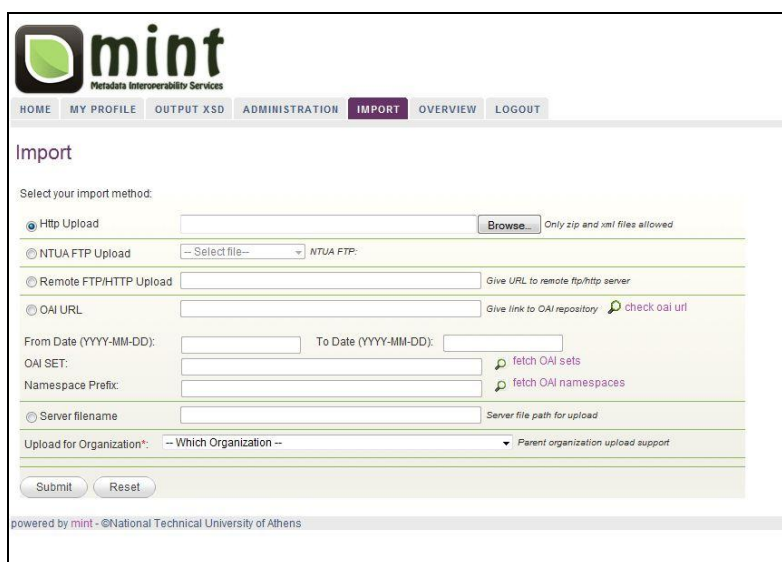 mint
Metadata Interoperability Services
HOME MY PROFILE OUTPUT XSD ADMINISTRATION IMPORT OVERVIEW LOGOUT
Import
Select your import method:
Http Upload Browse... Only zip and xml files allowed
NTUA FTP Upload -- Select file-- NTUA FTP:
Remote FTP/HTTP Upload Give URL to remote ftp/http server
OAI URL Give link to OAI repository check oai url
From Date (YYYY-MM-DD): To Date (YYYY-MM-DD):
OAI SET: fetch OAI sets
Namespace Prefix: fetch OAI namespaces
Server filename Server file path for upload
Upload for Organization*: -- Which Organization -- Parent organization upload support
Submit Reset
powered by mint - ©National Technical University of Athens